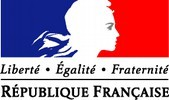 Liberté • Égalité • Fraternité
RÉPUBLIQUE FRANÇAISE